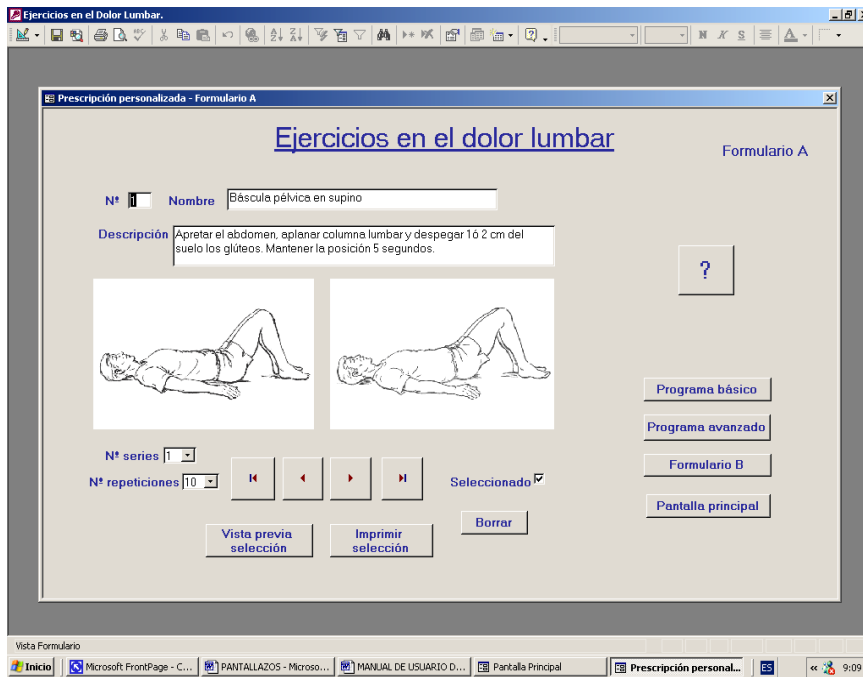 Ejercicios en el Dolor Lumbar.
N K S A
Prescripción personalizada - Formulario A
Ejercicios en el dolor lumbar
Formulario A
Nº 1 Nombre Báscula pélvica en supino
Descripción Apretar el abdomen, aplanar columna lumbar y despegar 1ó 2 cm del
suelo los glúteos. Mantener la posición 5 segundos.
?
Programa básico
Programa avanzado
Nº series 1
Formulario B
Nº repeticiones 10
Seleccionado
Pantalla principal
Borrar
Vista previa
selección
Imprimir
selección
Vista Formulario
Inicio Microsoft FrontPage - C... PANTALLAZOS - Microso... MANUAL DE USUARIO D... Pantalla Principal Prescripción personal... ES « 9:09